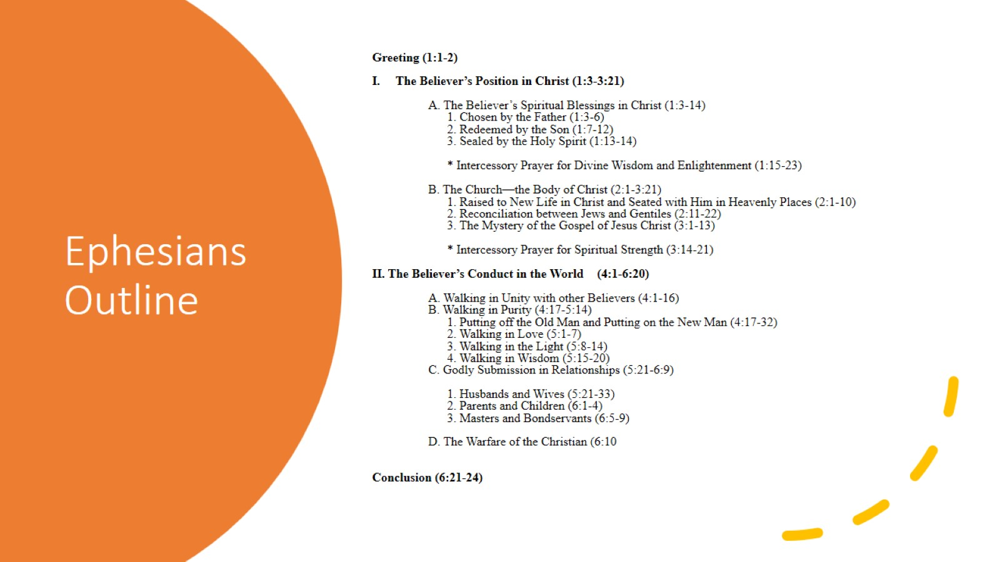 Ephesians
Outline
Greeting (1:1-2)
I. The Believer’s Position in Christ (1:3-3:21)
A. The Believer’s Spiritual Blessings in Christ (1:3-14)
1. Chosen by the Father (1:3-6)
2. Redeemed by the Son (1:7-12)
3. Sealed by the Holy Spirit (1:13-14)
* Intercessory Prayer for Divine Wisdom and Enlightenment (1:15-23)
B. The Church—the Body of Christ (2:1-3:21)
1. Raised to New Life in Christ and Seated with Him in Heavenly Places (2:1-10)
2. Reconciliation between Jews and Gentiles (2:11-22)
3. The Mystery of the Gospel of Jesus Christ (3:1-13)
* Intercessory Prayer for Spiritual Strength (3:14-21)
II. The Believer’s Conduct in the World (4:1-6:20)
A. Walking in Unity with other Believers (4:1-16)
B. Walking in Purity (4:17-5:14)
1. Putting off the Old Man and Putting on the New Man (4:17-32)
2. Walking in Love (5:1-7)
3. Walking in the Light (5:8-14)
4. Walking in Wisdom (5:15-20)
C. Godly Submission in Relationships (5:21-6:9)
1. Husbands and Wives (5:21-33)
2. Parents and Children (6:1-4)
3. Masters and Bondservants (6:5-9)
D. The Warfare of the Christian (6:10
Conclusion (6:21-24)